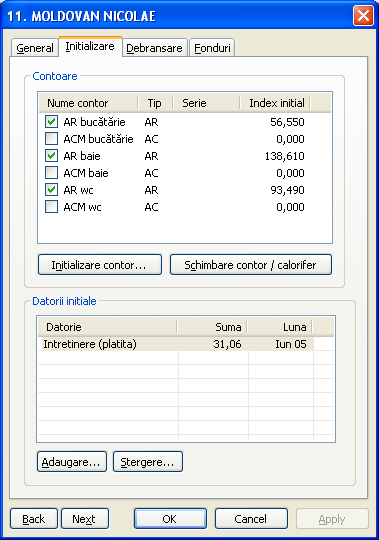 11. MOLDOVAN NICOLAE
General Initializare Debransare Fonduri
Contoare
Nume contor Tip Serie Index initial
AR bucătărie AR 56,550
ACM bucătărie AC 0,000
AR baie AR 138,610
ACM baie AC 0,000
AR wc AR 93,490
ACM wc AC 0,000
Initializare contor... Schimbare contor / calorifer
Datorii initiale
Datorie Suma Luna
Intretinere (platita) 31,06 Iun 05
Adaugare... Stergere...
Back Next OK Cancel Apply